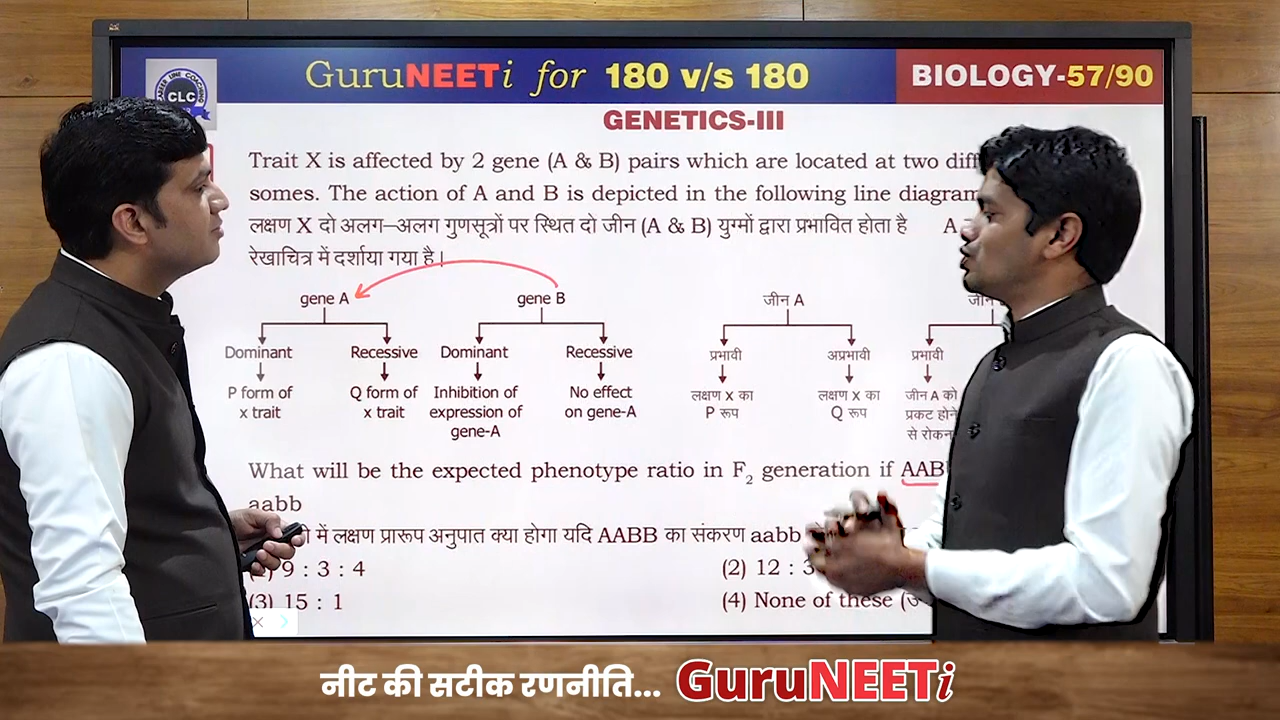 GuruNEETi for 180 v/s 180
BIOLOGY-57/90
CLC
GENETICS-III
Trait X is affected by 2 gene (A & B) pairs which are located at two
somes. The action of A and B is depicted in the following line diagram
लक्षण X दो अलग–अलग गुणसूत्रों पर स्थित दो जीन (A & B) युग्मों द्वारा प्रभावित होता है A
रेखाचित्र में दर्शाया गया है।
gene A gene B जीन A
Dominant Recessive Dominant Recessive प्रभावी अप्रभावी प्रभावी
P form of x trait
Q form of x trait
Inhibition of expression of gene-A
No effect on gene-A
लक्षण x का P रूप
लक्षण x का Q रूप
जीन A को प्रकट होने से
What will be the expected phenotype ratio in F2 generation if
aabb
में लक्षण प्रारूप अनुपात क्या होगा यदि AABB का संकरण aabb
9 : 3 : 4
(2) 12 : 3
(3) 15 : 1
(4) None of these
नीट की सटीक रणनीति... GuruNEETi